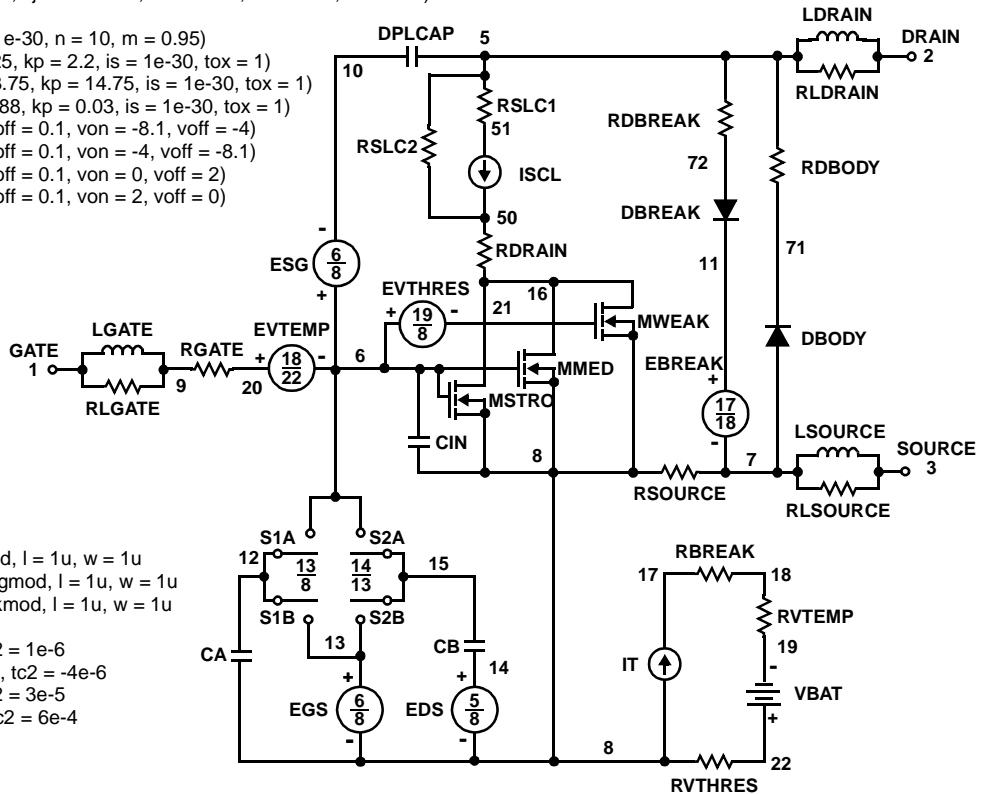 e-30, n = 10, m = 0.95)
25, kp = 2.2, is = 1e-30, tox = 1)
3.75, kp = 14.75, is = 1e-30, tox = 1)
88, kp = 0.03, is = 1e-30, tox = 1)
off = 0.1, von = -8.1, voff = -4)
off = 0.1, von = -4, voff = -8.1)
off = 0.1, von = 0, voff = 2)
off = 0.1, von = 2, voff = 0)
LDRAIN
DPLCAP
5
DRAIN
2
10
RLDRAIN
RSLC1
51
RDBREAK
RSLC2
72
ISCL
RDBODY
50
DBREAK
-
RDRAIN
71
ESG
6
8
11
+
EVTHRES
16
21
+
19
8
-
MWEAK
LGATE
EVTEMP
DBODY
GATE
1
RGATE
+
18
22
-
6
MMED
EBREAK
+
9
20
MSTRO
17
18
RLGATE
-
LSOURCE
CIN
8
7
SOURCE
3
RSOURCE
RLSOURCE
S1A
S2A
12
13
8
14
13
15
RBREAK
17
18
d, l = 1u, w = 1u
gmod, l = 1u, w = 1u
kmod, l = 1u, w = 1u
S1B
S2B
RVTEMP
13
CB
19
2 = 1e-6
, tc2 = -4e-6
2 = 3e-5
c2 = 6e-4
CA
14
IT
-
+
+
VBAT
EGS
6
8
EDS
5
8
+
-
-
8
22
RVTHRES